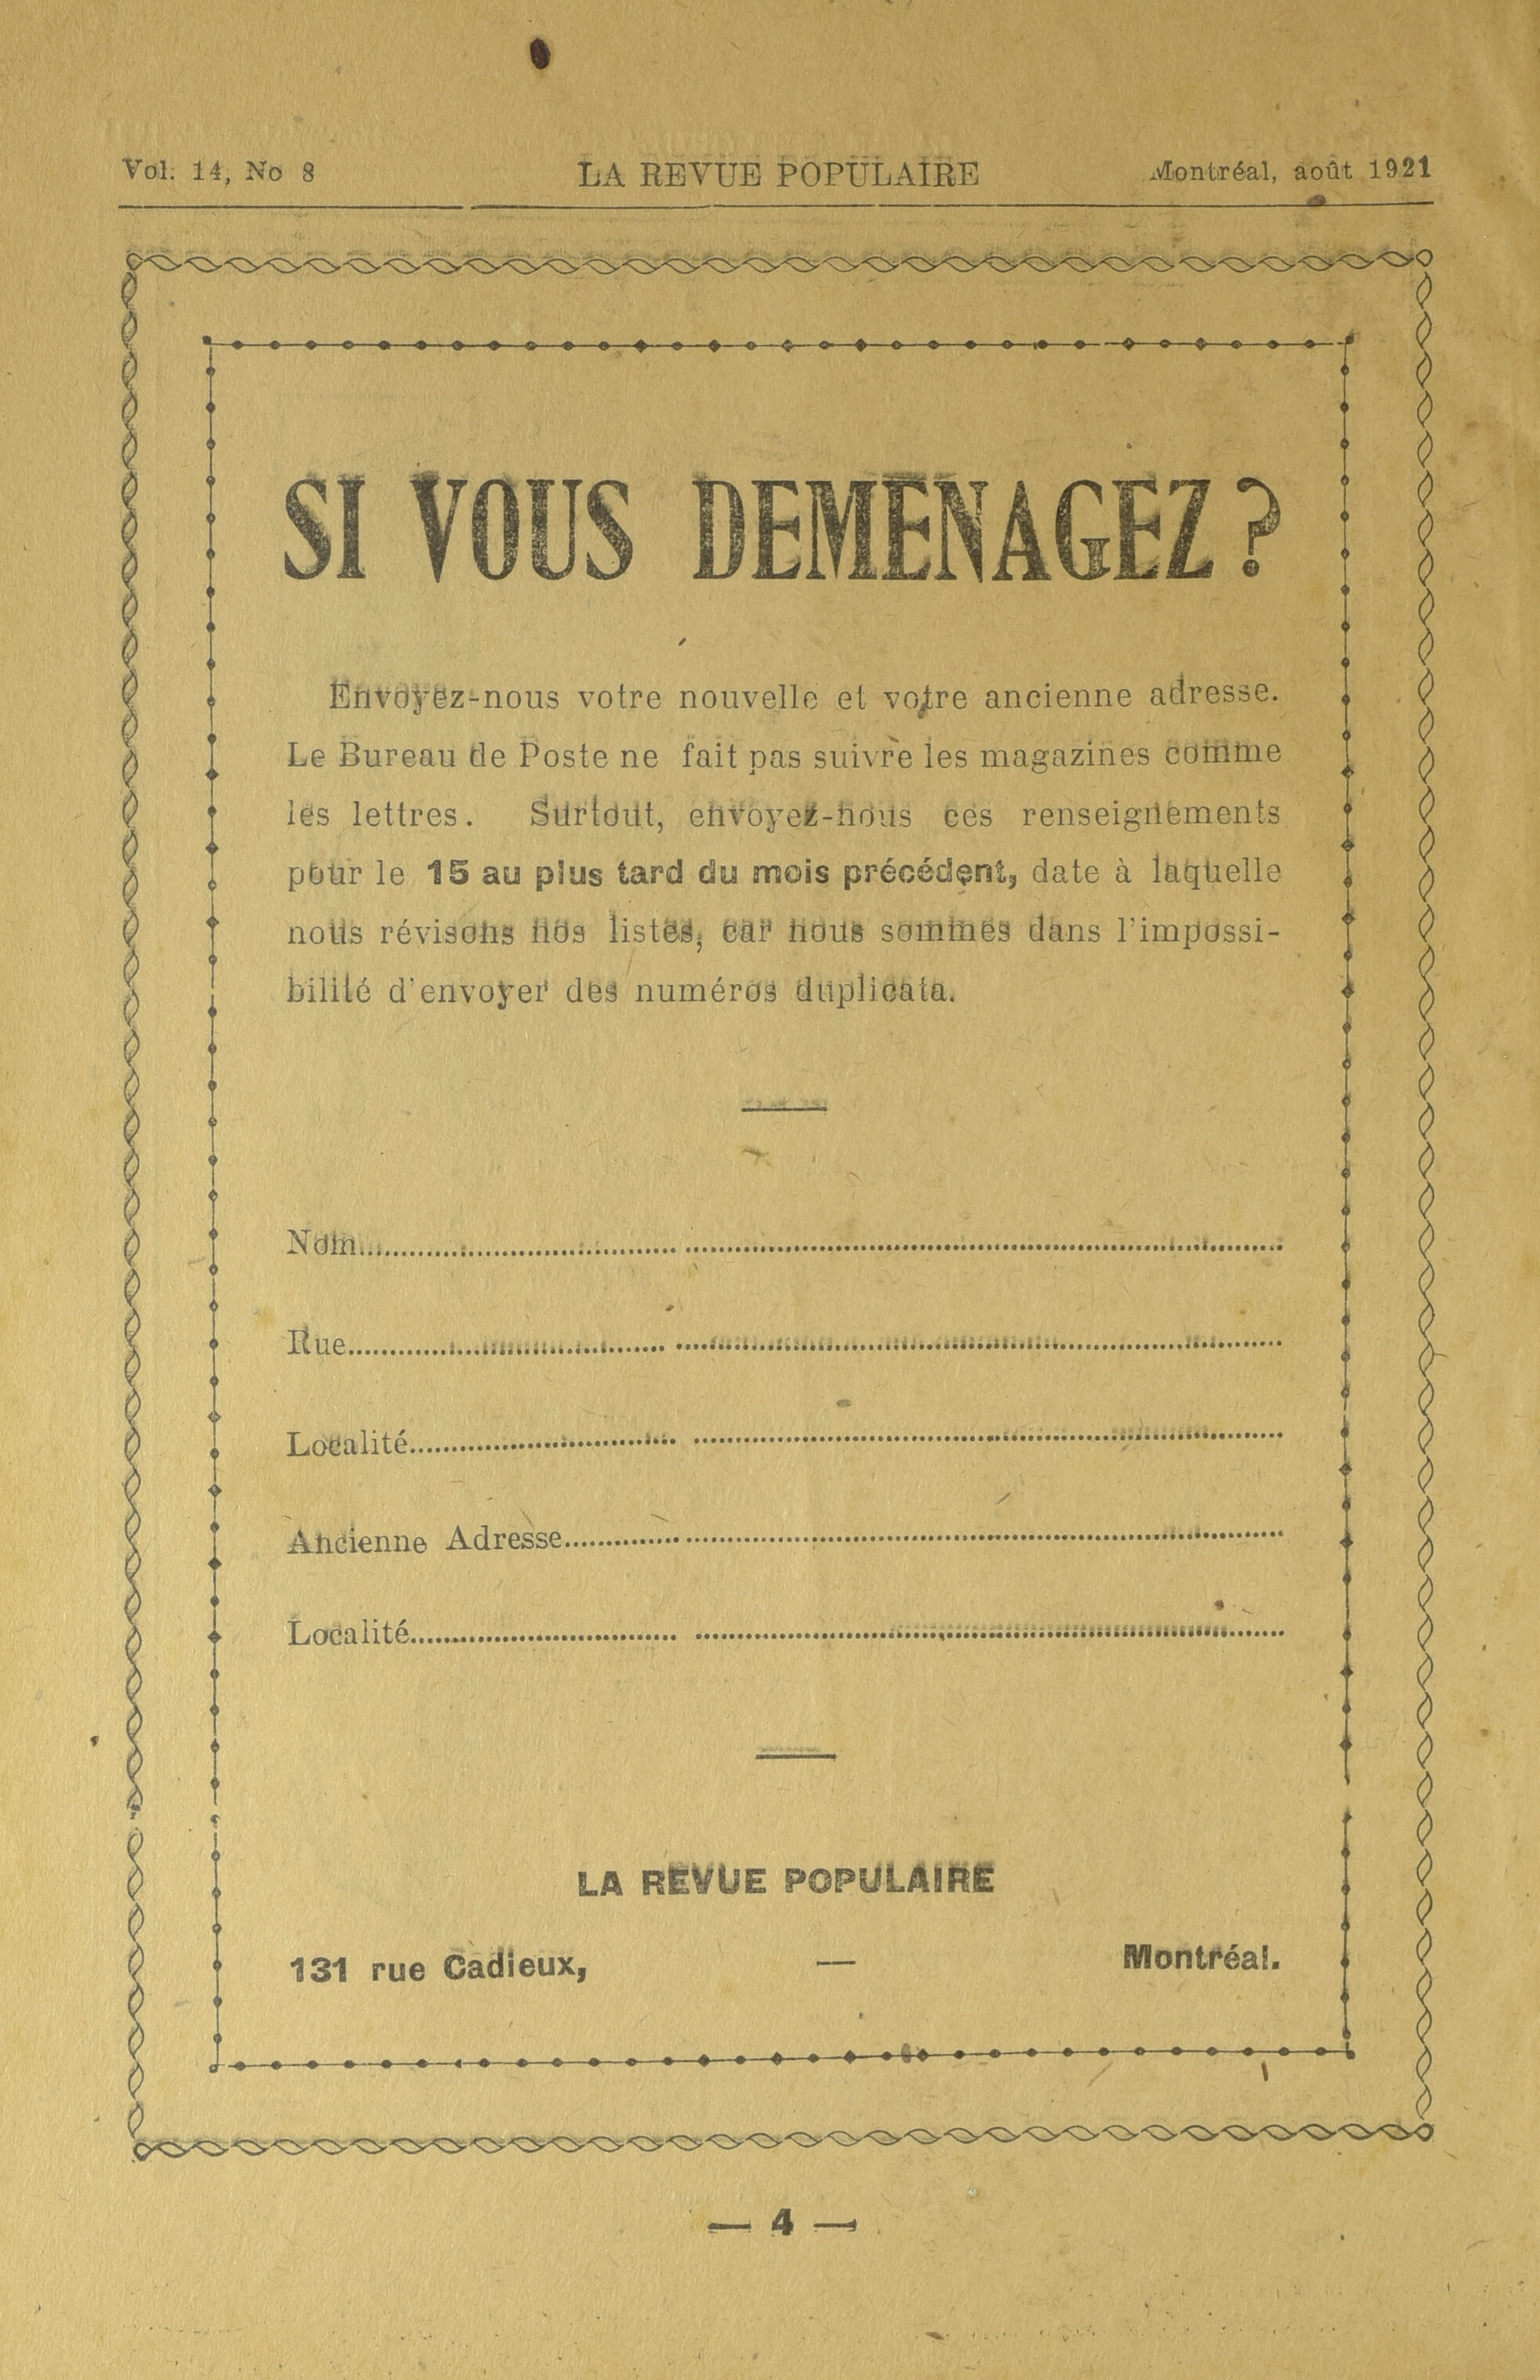 Vol. 14, No 8 LA REVUE POPULAIRE Montréal, août 1921
SI VOUS DEMENAGEZ?
Envoyez-nous votre nouvelle et votre ancienne adresse.
Le Bureau de Poste ne fait pas suivre les magazines comme
les lettres. Surtout, envoyez-nous ces renseignements
pour le 15 au plus tard du mois précédent, date à laquelle
nous révisons nos listes, car nous sommes dans l'impossi-
bilité d'envoyer des numéros duplicata.
Nom
Rue
Localité
Ancienne Adresse
Localité
LA REVUE POPULAIRE
131 rue Cadieux, — Montréal.
— 4 —